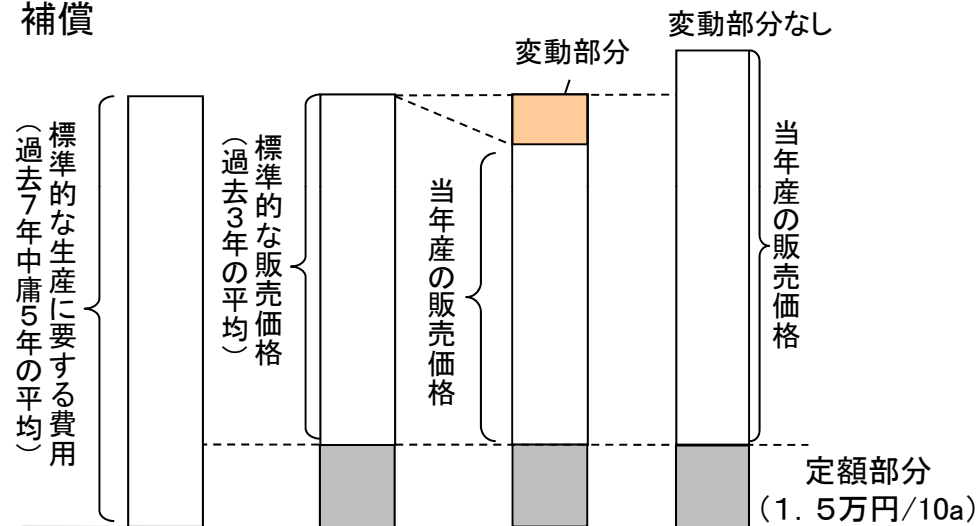 補償
変動部分なし
変動部分
標準的な生産に要する費用
（過去７年中庸５年の平均）
標準的な販売価格
（過去３年の平均）
当年産の販売価格
当年産の販売価格
定額部分
（１．５万円/10a）